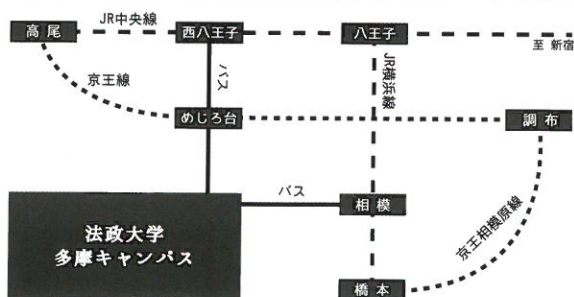 JR中央線
高尾
西八王子
八王子
至 新宿
京王線
バス
JR横浜線
めじろ台
調布
バス
相模
法政大学
多摩キャンパス
京王相模原線
橋本